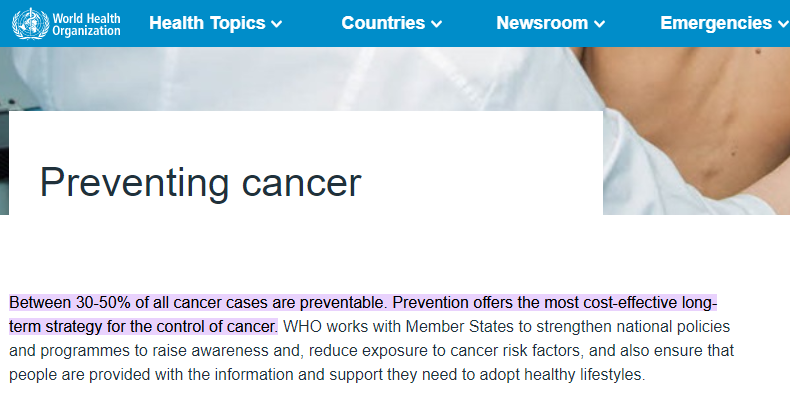 World Health
Organization
Health Topics
Countries
Newsroom
Emergencies
Preventing cancer
Between 30-50% of all cancer cases are preventable. Prevention offers the most cost-effective long-
term strategy for the control of cancer. WHO works with Member States to strengthen national policies
and programmes to raise awareness and, reduce exposure to cancer risk factors, and also ensure that
people are provided with the information and support they need to adopt healthy lifestyles.